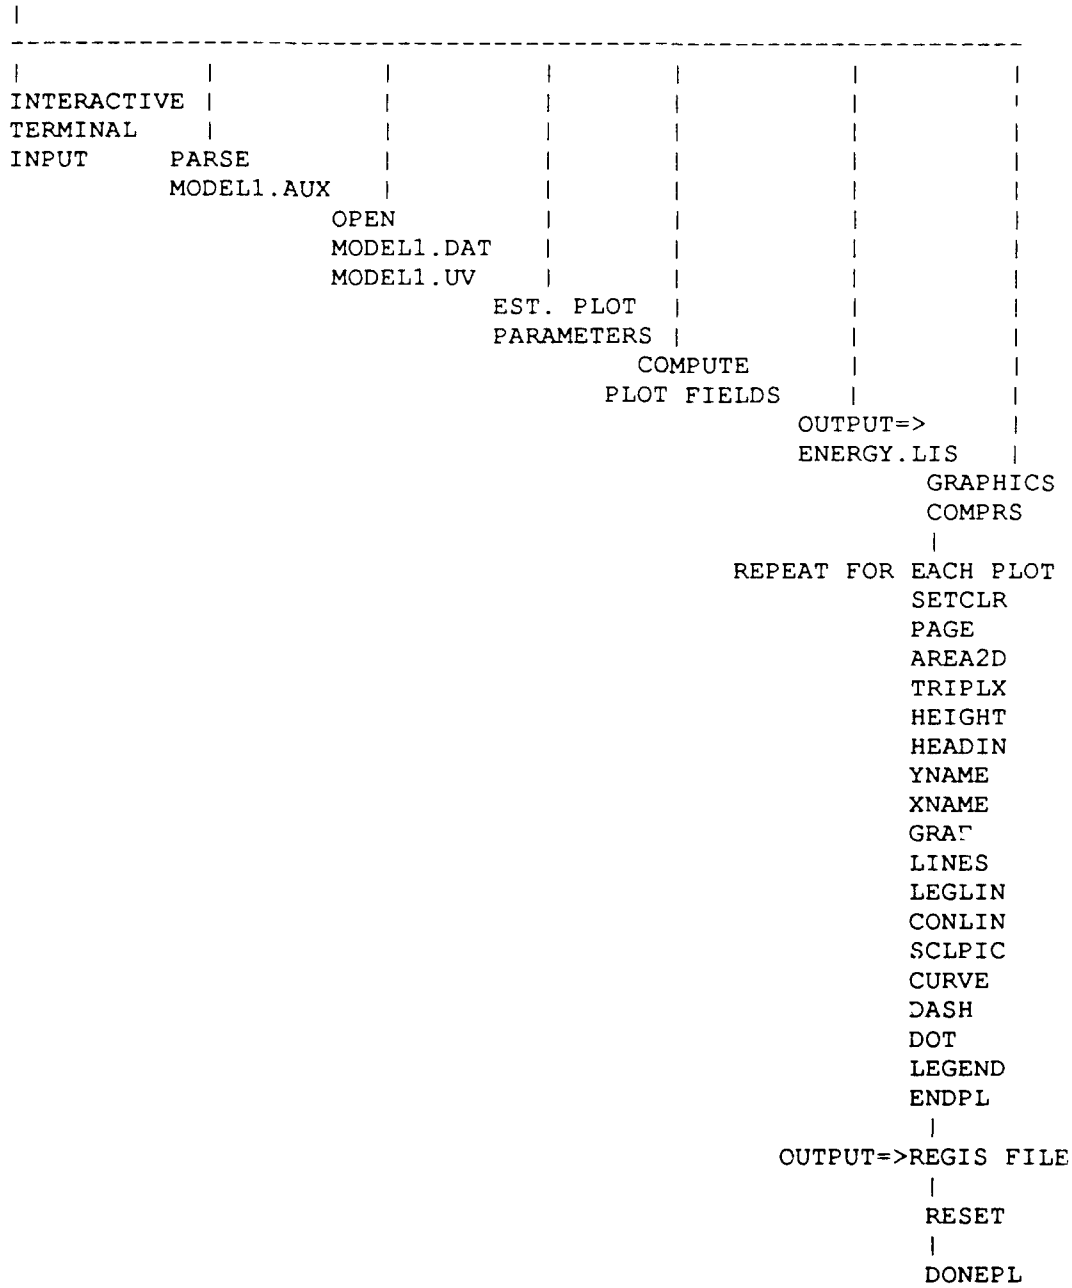 INTERACTIVE
TERMINAL
INPUT PARSE
MODEL1.AUX
OPEN
MODEL1.DAT
MODEL1.UV
EST. PLOT
PARAMETERS
COMPUTE
PLOT FIELDS
OUTPUT=>
ENERGY.LIS
GRAPHICS
COMPRS
REPEAT FOR EACH PLOT
SETCLR
PAGE
AREA2D
TRIPLX
HEIGHT
HEADIN
YNAME
XNAME
GRAF
LINES
LEGLIN
CONLIN
SCLPIC
CURVE
DASH
DOT
LEGEND
ENDPL
OUTPUT=>REGIS FILE
RESET
DONEPL